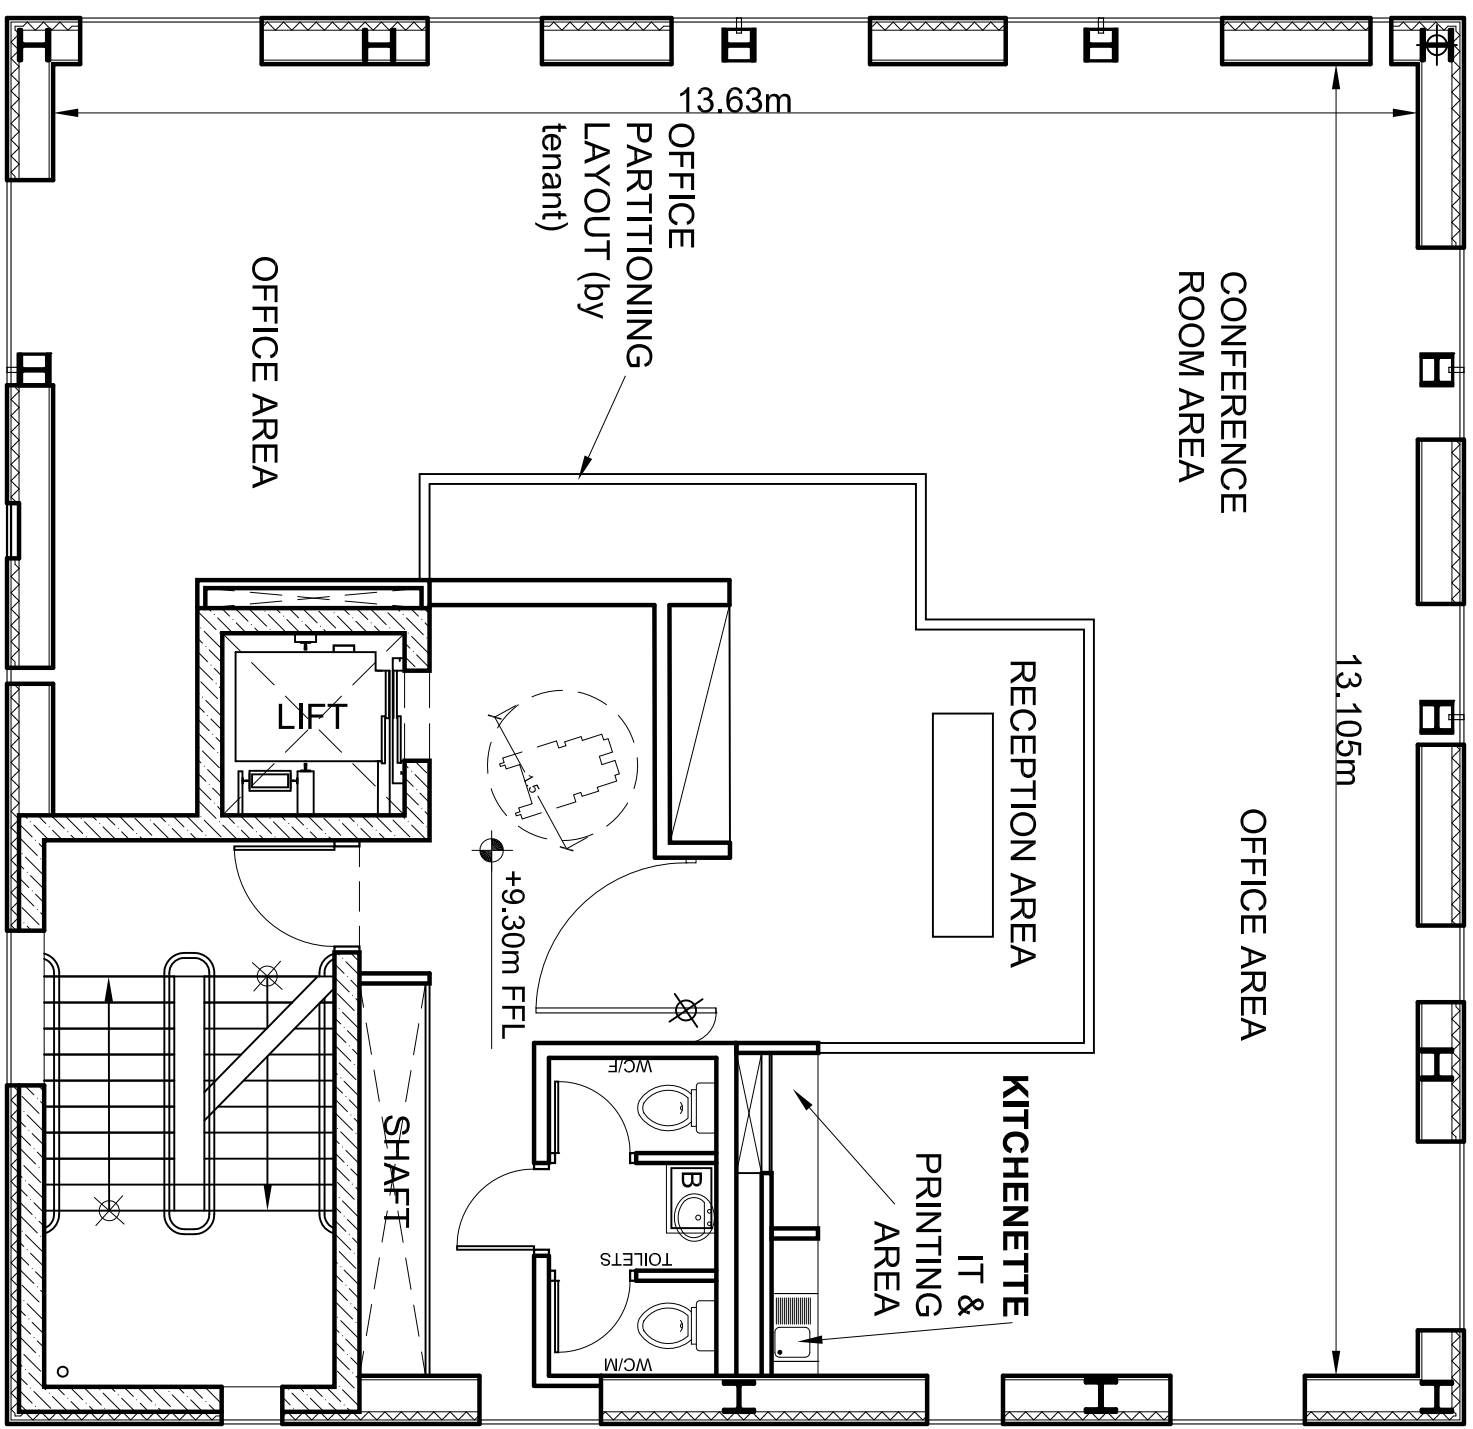 13.63m
OFFICE
PARTITIONING
LAYOUT (by
tenant)
OFFICE AREA
CONFERENCE
ROOM AREA
13.105m
RECEPTION AREA
LIFT
1.5
OFFICE AREA
+9.30m FFL
WC/F
KITCHENETTE
IT &
PRINTING
AREA
SHAFT
B
TOILETS
WC/M